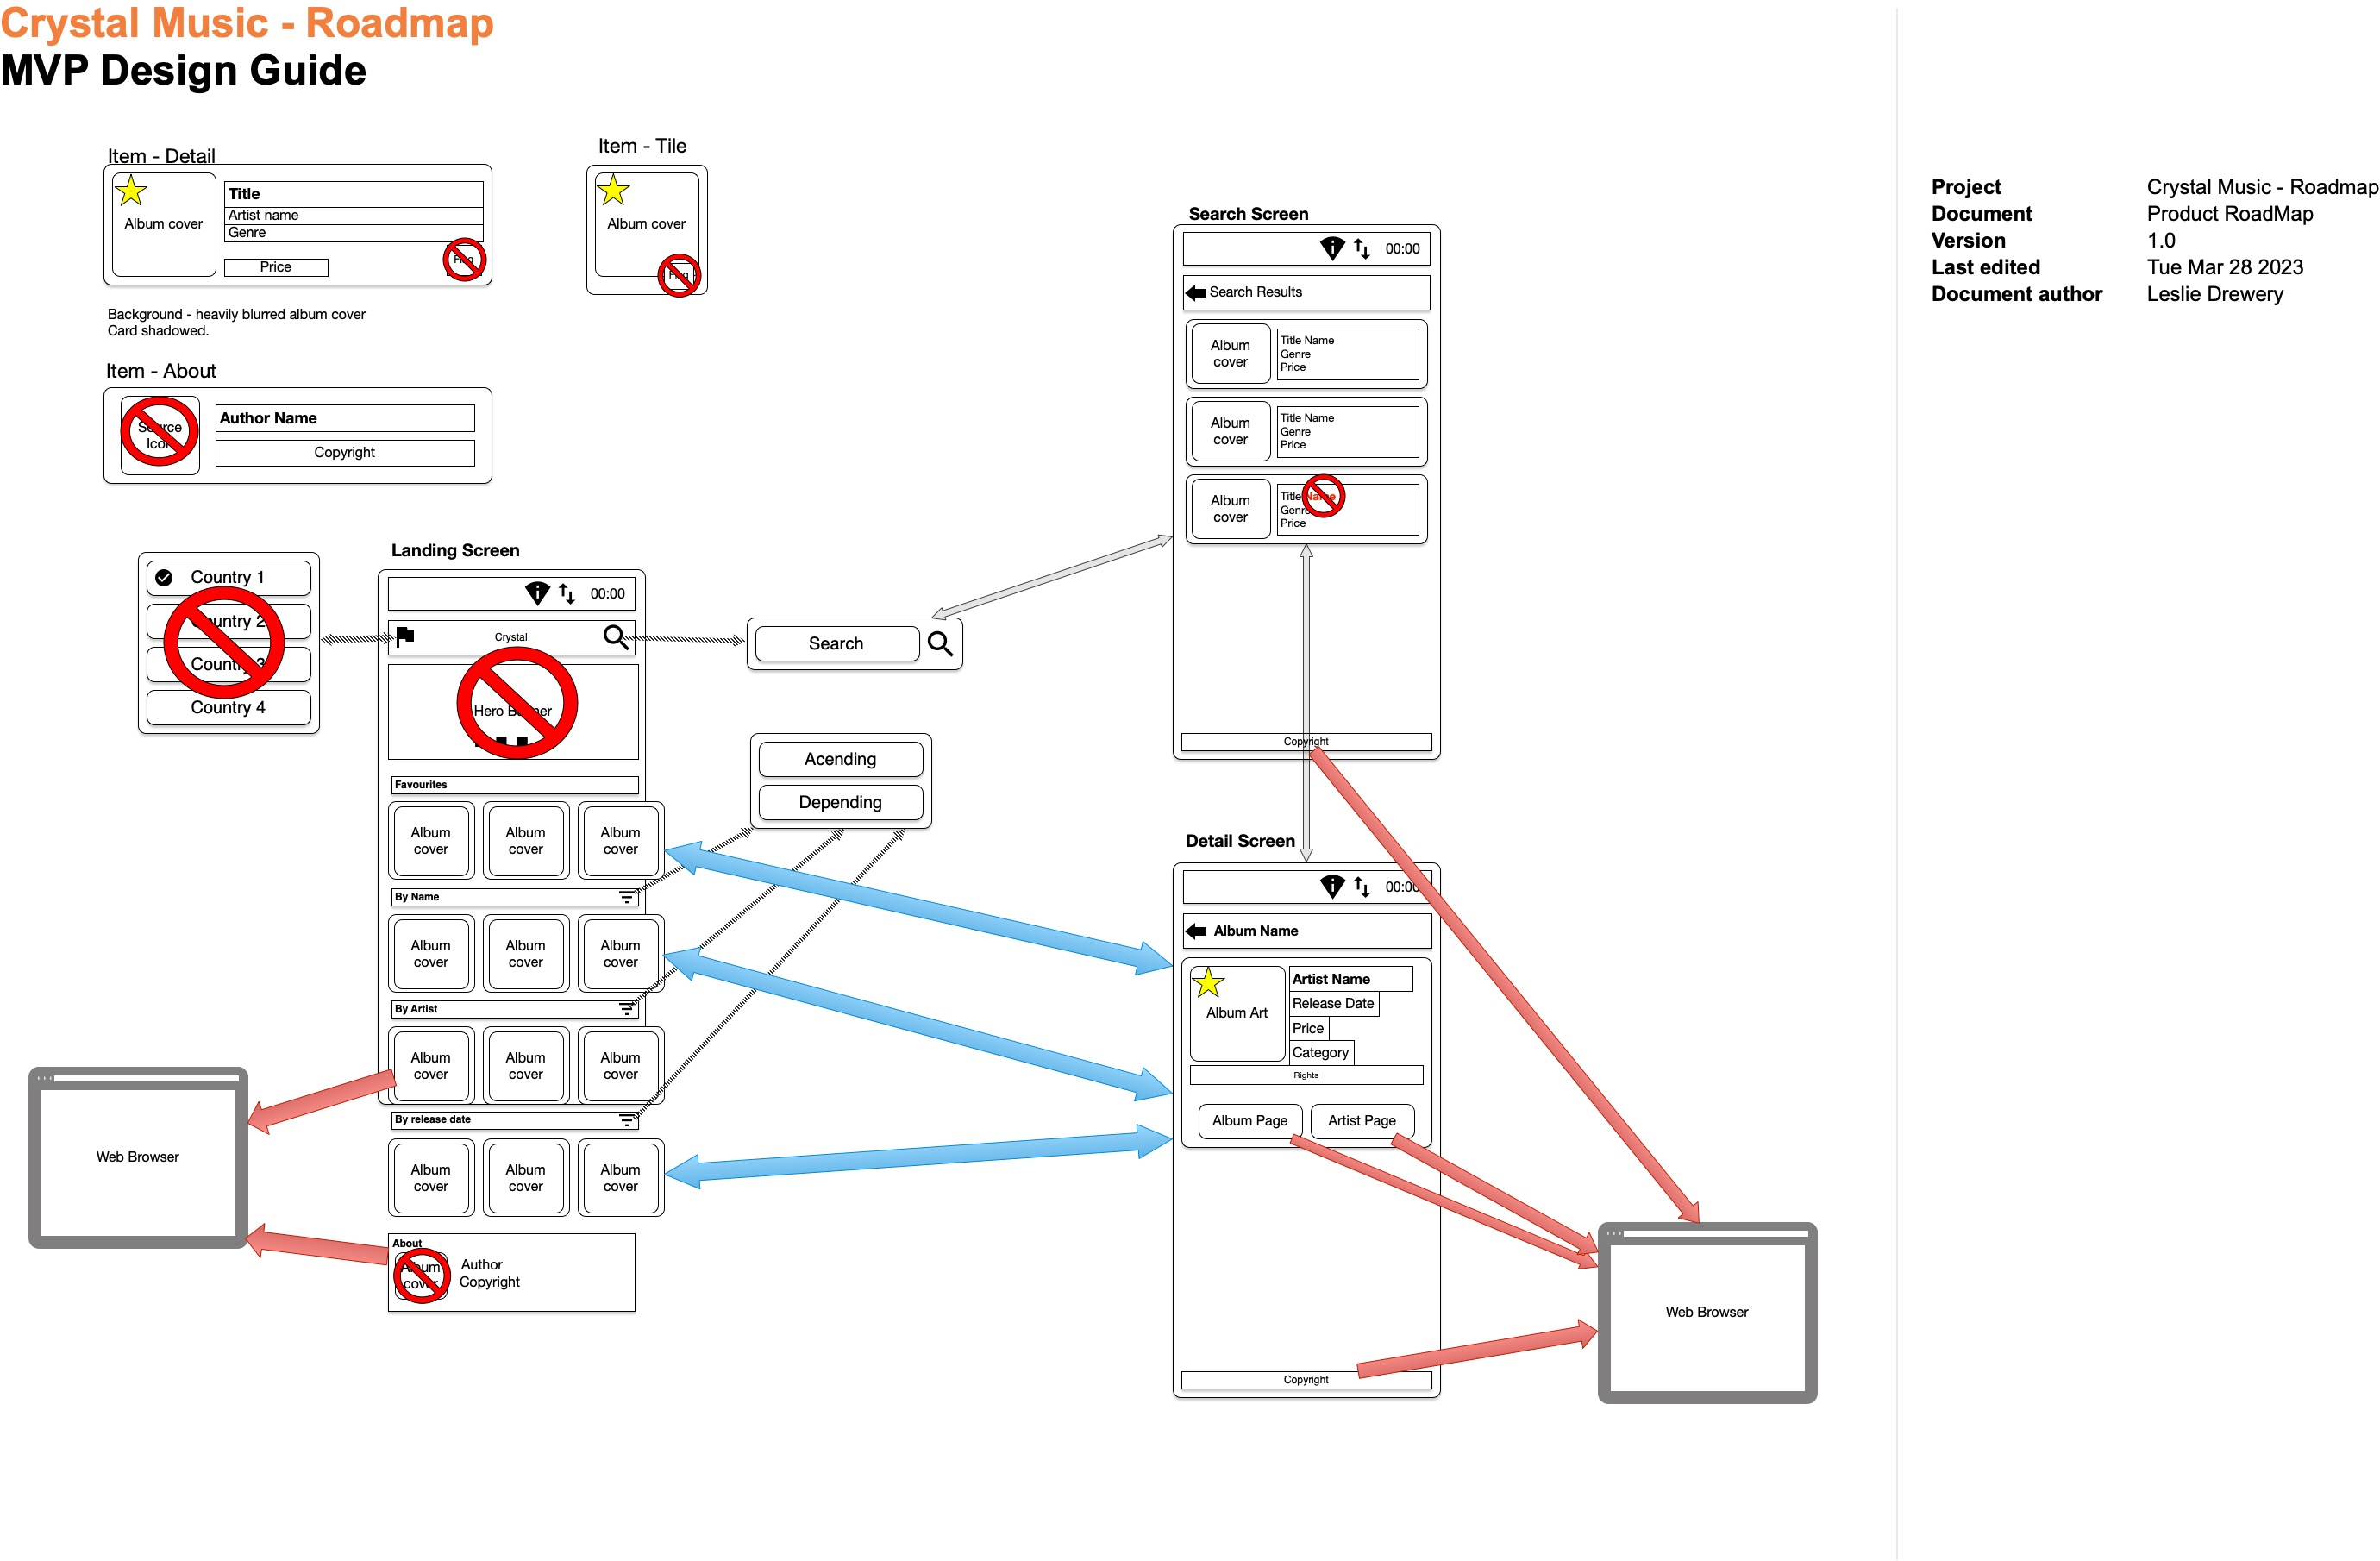 Crystal Music - Roadmap
MVP Design Guide
Item - Detail
Album cover
Title
Artist name
Genre
Price
Background - heavily blurred album cover
Card shadowed.
Item - Tile
Album cover
Item - About
Author Name
Copyright
Country 1
Country 2
Country 3
Country 4
Landing Screen
00:00
Crystal
Hero Banner
Favourites
Album cover
Album cover
Album cover
By Name
Album cover
Album cover
Album cover
By Artist
Album cover
Album cover
Album cover
By release date
Album cover
Album cover
Album cover
About
Album cover
Author
Copyright
Web Browser
Search
Acending
Depending
Search Screen
00:00
Search Results
Album cover
Title Name
Genre
Price
Album cover
Title Name
Genre
Price
Album cover
Title Name
Genre
Price
Copyright
Detail Screen
00:00
Album Name
Album Art
Artist Name
Release Date
Price
Category
Rights
Album Page
Artist Page
Copyright
Web Browser
Project Crystal Music - Roadmap
Document Product RoadMap
Version 1.0
Last edited Tue Mar 28 2023
Document author Leslie Drewery